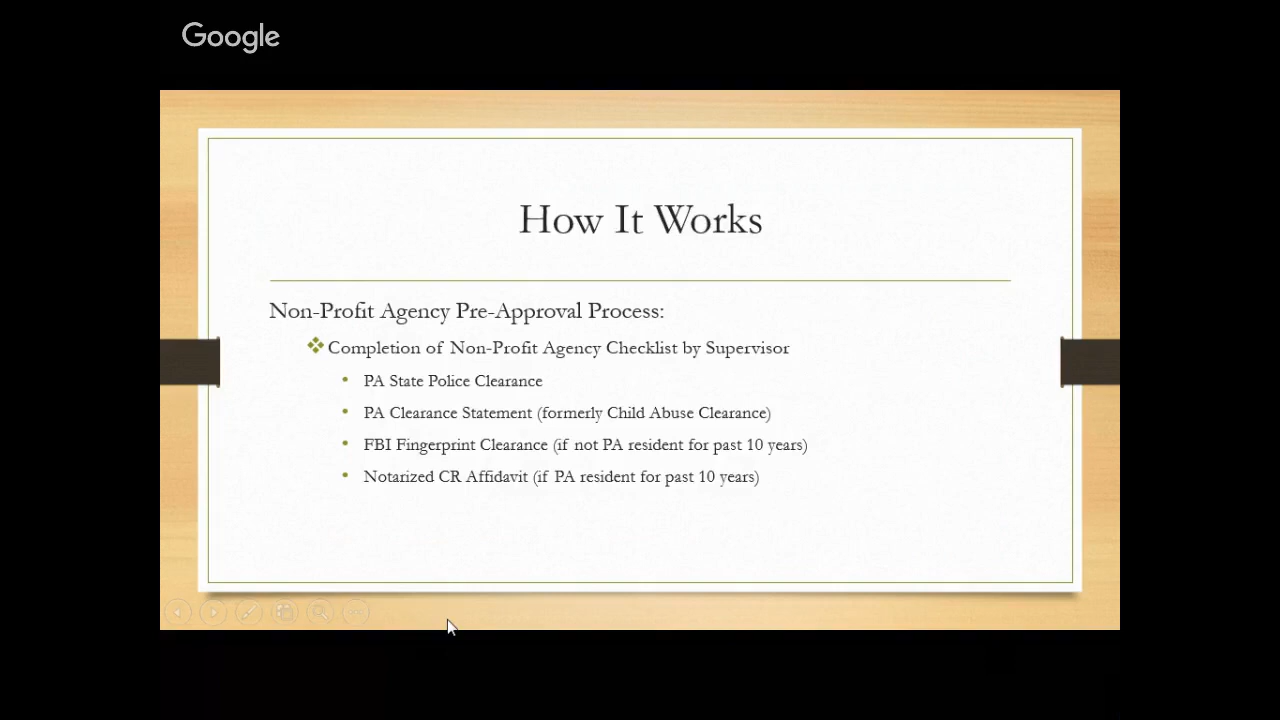 Google
How It Works
Non-Profit Agency Pre-Approval Process:
Completion of Non-Profit Agency Checklist by Supervisor
PA State Police Clearance
PA Clearance Statement (formerly Child Abuse Clearance)
FBI Fingerprint Clearance (if not PA resident for past 10 years)
Notarized CR Affidavit (if PA resident for past 10 years)